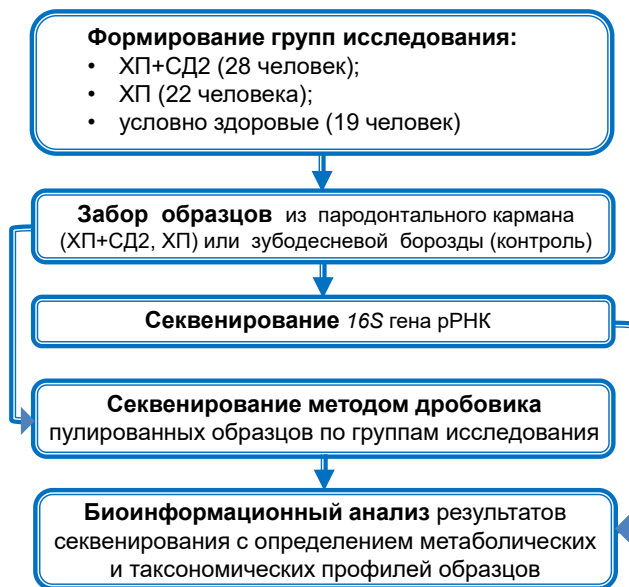 Формирование групп исследования:
• ХП+СД2 (28 человек);
• ХП (22 человека);
• условно здоровые (19 человек)
Забор образцов из пародонтального кармана
(ХП+СД2, ХП) или зубодесневой борозды (контроль)
Секвенирование 16S гена рРНК
Секвенирование методом дробовика
пулированных образцов по группам исследования
Биоинформационный анализ результатов
секвенирования с определением метаболических
и таксономических профилей образцов